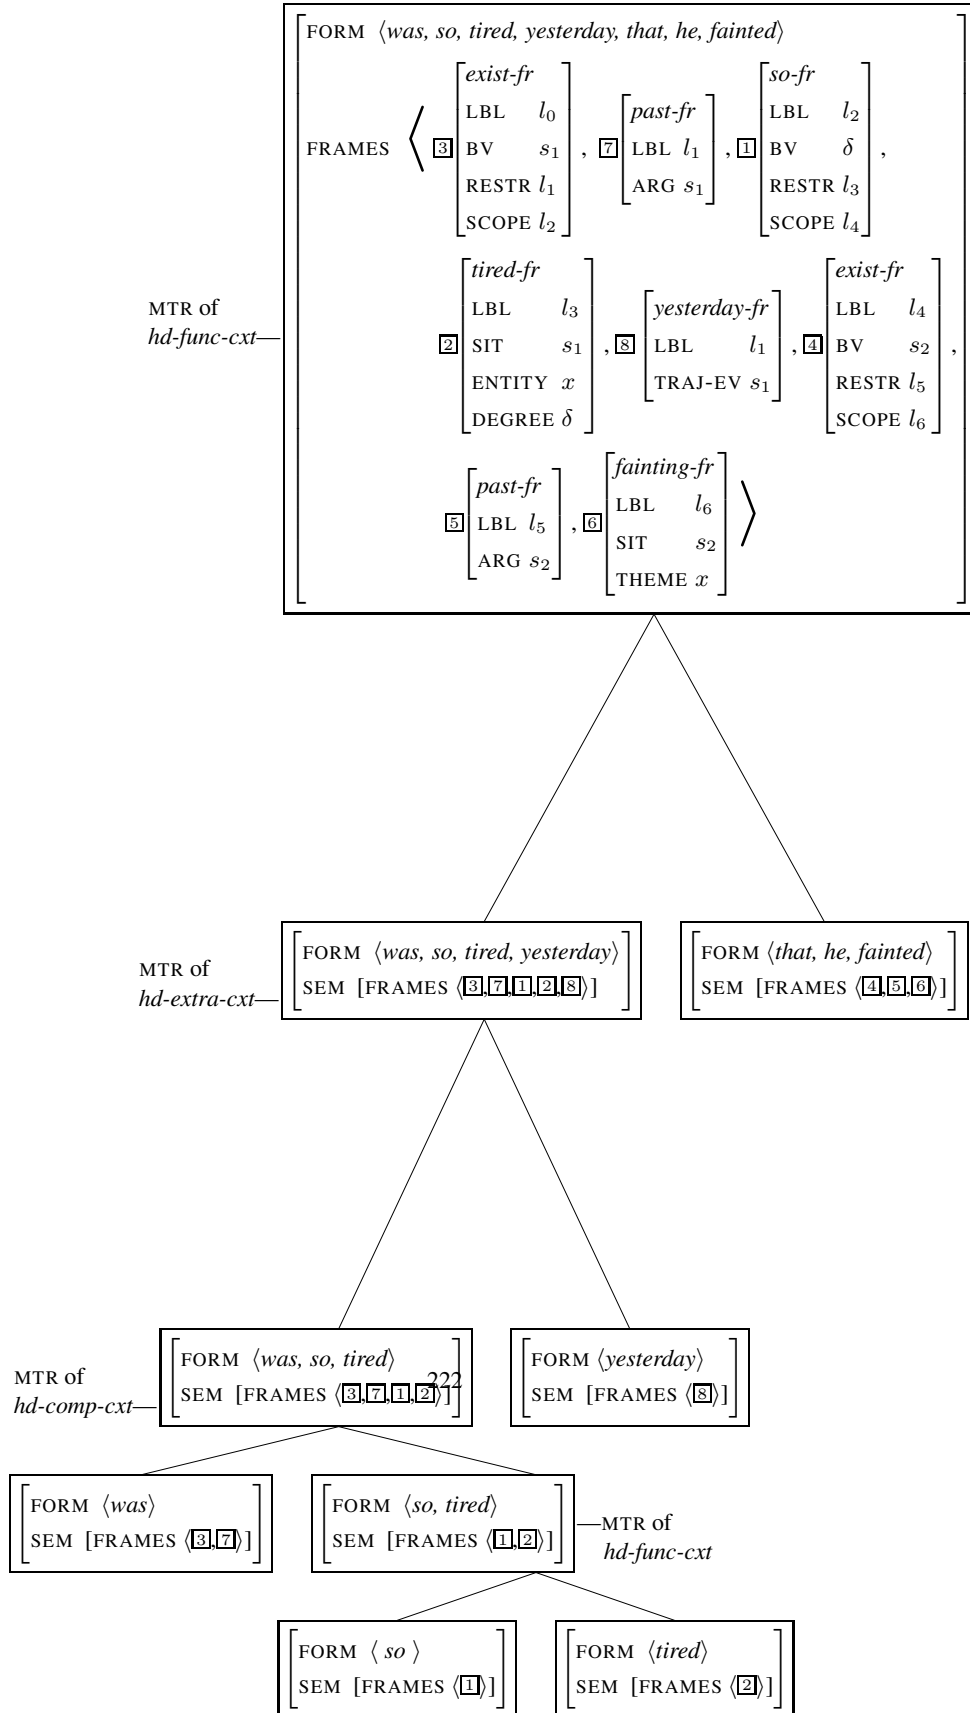 FORM ⟨was, so, tired, yesterday, that, he, fainted⟩
exist-fr so-fr
LBL l0 past-fr LBL l2
FRAMES ⟨ 3 BV s1 , 7 LBL l1 , 1 BV δ ,
RESTR l1 ARG s1 RESTR l3
SCOPE l2 SCOPE l4
tired-fr exist-fr
MTR of LBL l3 yesterday-fr LBL l4
hd-func-cxt— 2 SIT s1 , 8 LBL l1 , 4 BV s2 ,
ENTITY x TRAJ-EV s1 RESTR l5
DEGREE δ SCOPE l6
past-fr fainting-fr
5 LBL l5 , 6 LBL l6 ⟩
ARG s2 SIT s2
THEME x
FORM ⟨was, so, tired, yesterday⟩ FORM ⟨that, he, fainted⟩
MTR of SEM [FRAMES ⟨3,7,1,2,8⟩] SEM [FRAMES ⟨4,5,6⟩]
hd-extra-cxt—
FORM ⟨was, so, tired⟩ FORM ⟨yesterday⟩
MTR of SEM [FRAMES ⟨3,7,1,2⟩] SEM [FRAMES ⟨8⟩]
222
hd-comp-cxt—
FORM ⟨was⟩ FORM ⟨so, tired⟩
SEM [FRAMES ⟨3,7⟩] SEM [FRAMES ⟨1,2⟩] —MTR of
hd-func-cxt
FORM ⟨ so ⟩ FORM ⟨tired⟩
SEM [FRAMES ⟨1⟩] SEM [FRAMES ⟨2⟩]